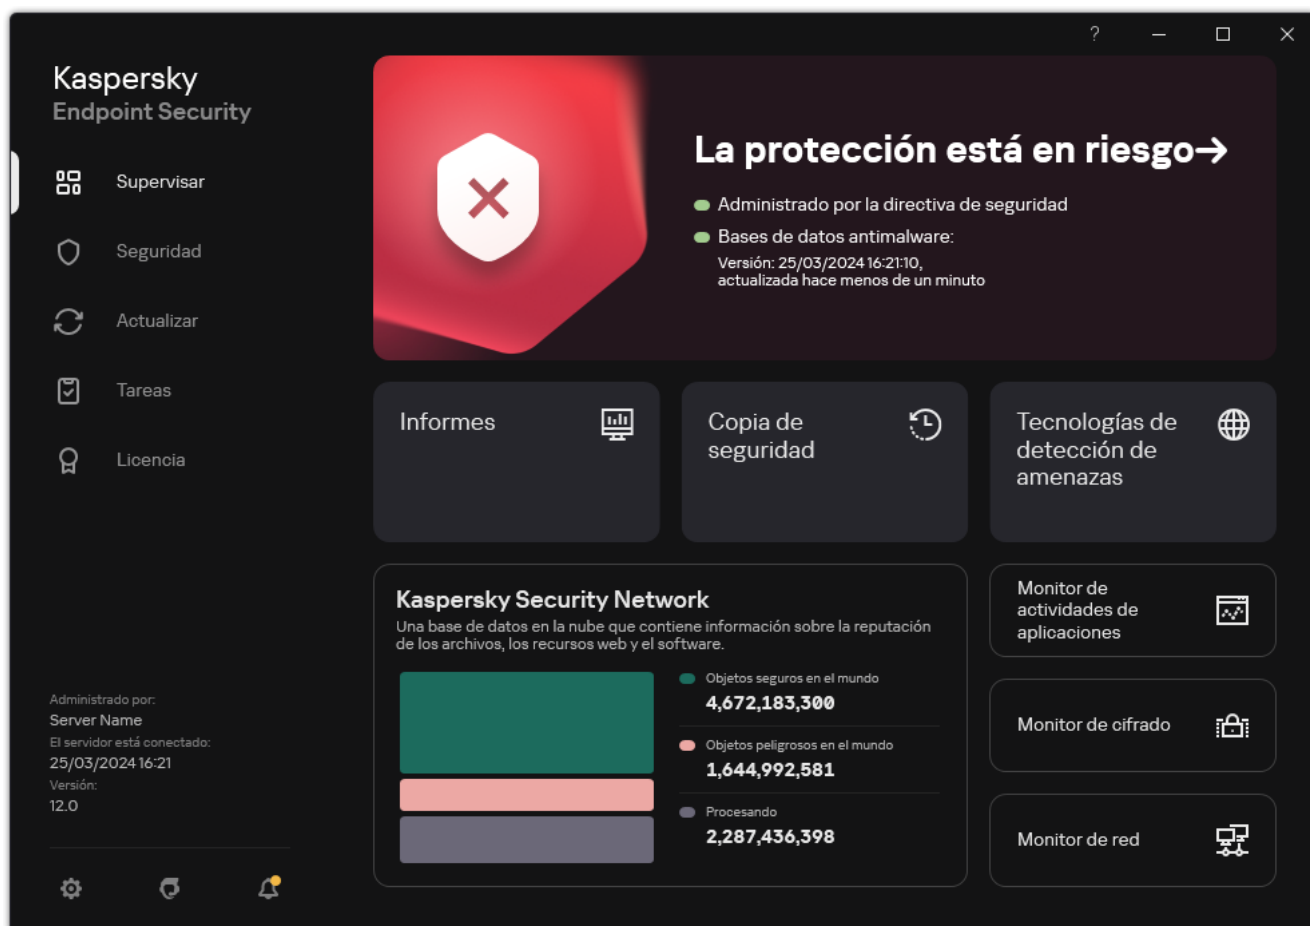 ?
Kaspersky
Endpoint Security
Supervisar
Seguridad
Actualizar
Tareas
Licencia
Administrado por:
Server Name
El servidor está conectado:
25/03/2024 16:21
Versión:
12.0
La protección está en riesgo→
Administrado por la directiva de seguridad
Bases de datos antimalware:
Versión: 25/03/2024 16:21:10,
actualizada hace menos de un minuto
Informes
Copia de
seguridad
Tecnologías de
detección de
amenazas
Kaspersky Security Network
Una base de datos en la nube que contiene información sobre la reputación
de los archivos, los recursos web y el software.
Objetos seguros en el mundo
4,672,183,300
Objetos peligrosos en el mundo
1,644,992,581
Procesando
2,287,436,398
Monitor de
actividades de
aplicaciones
Monitor de cifrado
Monitor de red